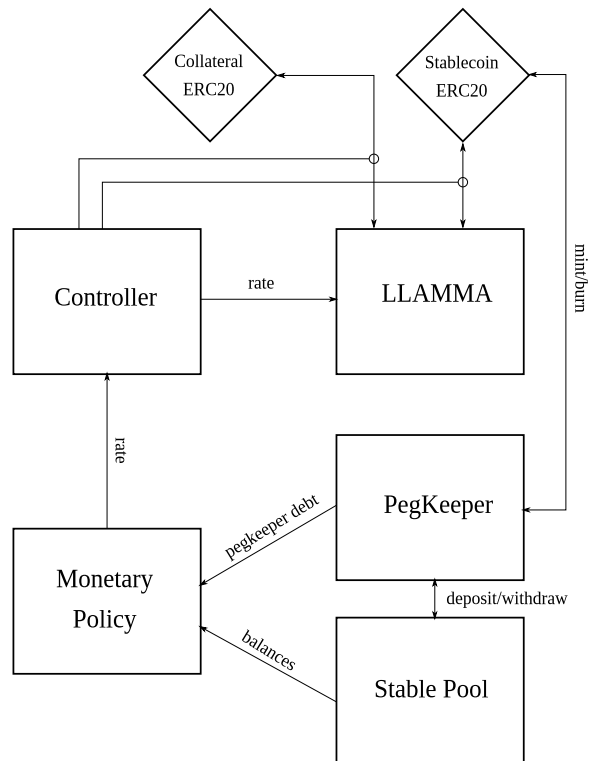 Collateral
ERC20
Stablecoin
ERC20
mint/burn
Controller
rate
LLAMMA
rate
pegkeeper debt
PegKeeper
Monetary
Policy
deposit/withdraw
balances
Stable Pool